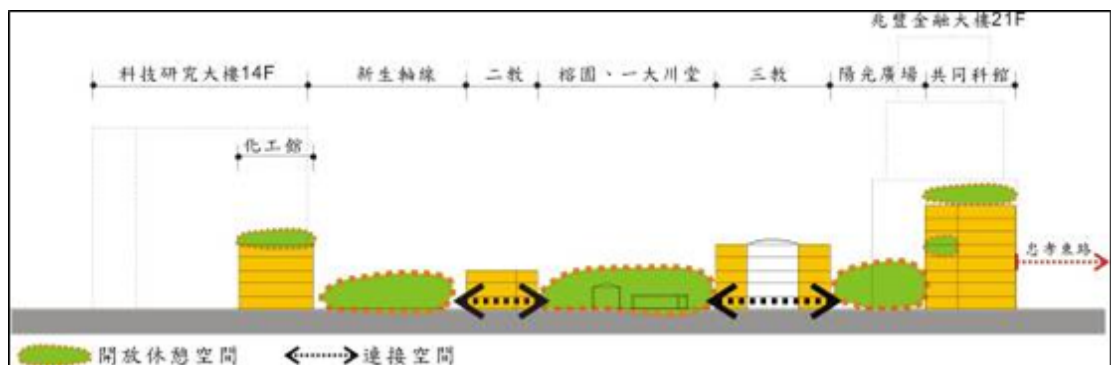 兆豐金融大樓21F
科技研究大樓14F 新生軸線 二教 榕園、一大川堂 三教 陽光廣場 共同科館
化工館
忠孝東路
開放休憩空間 連接空間